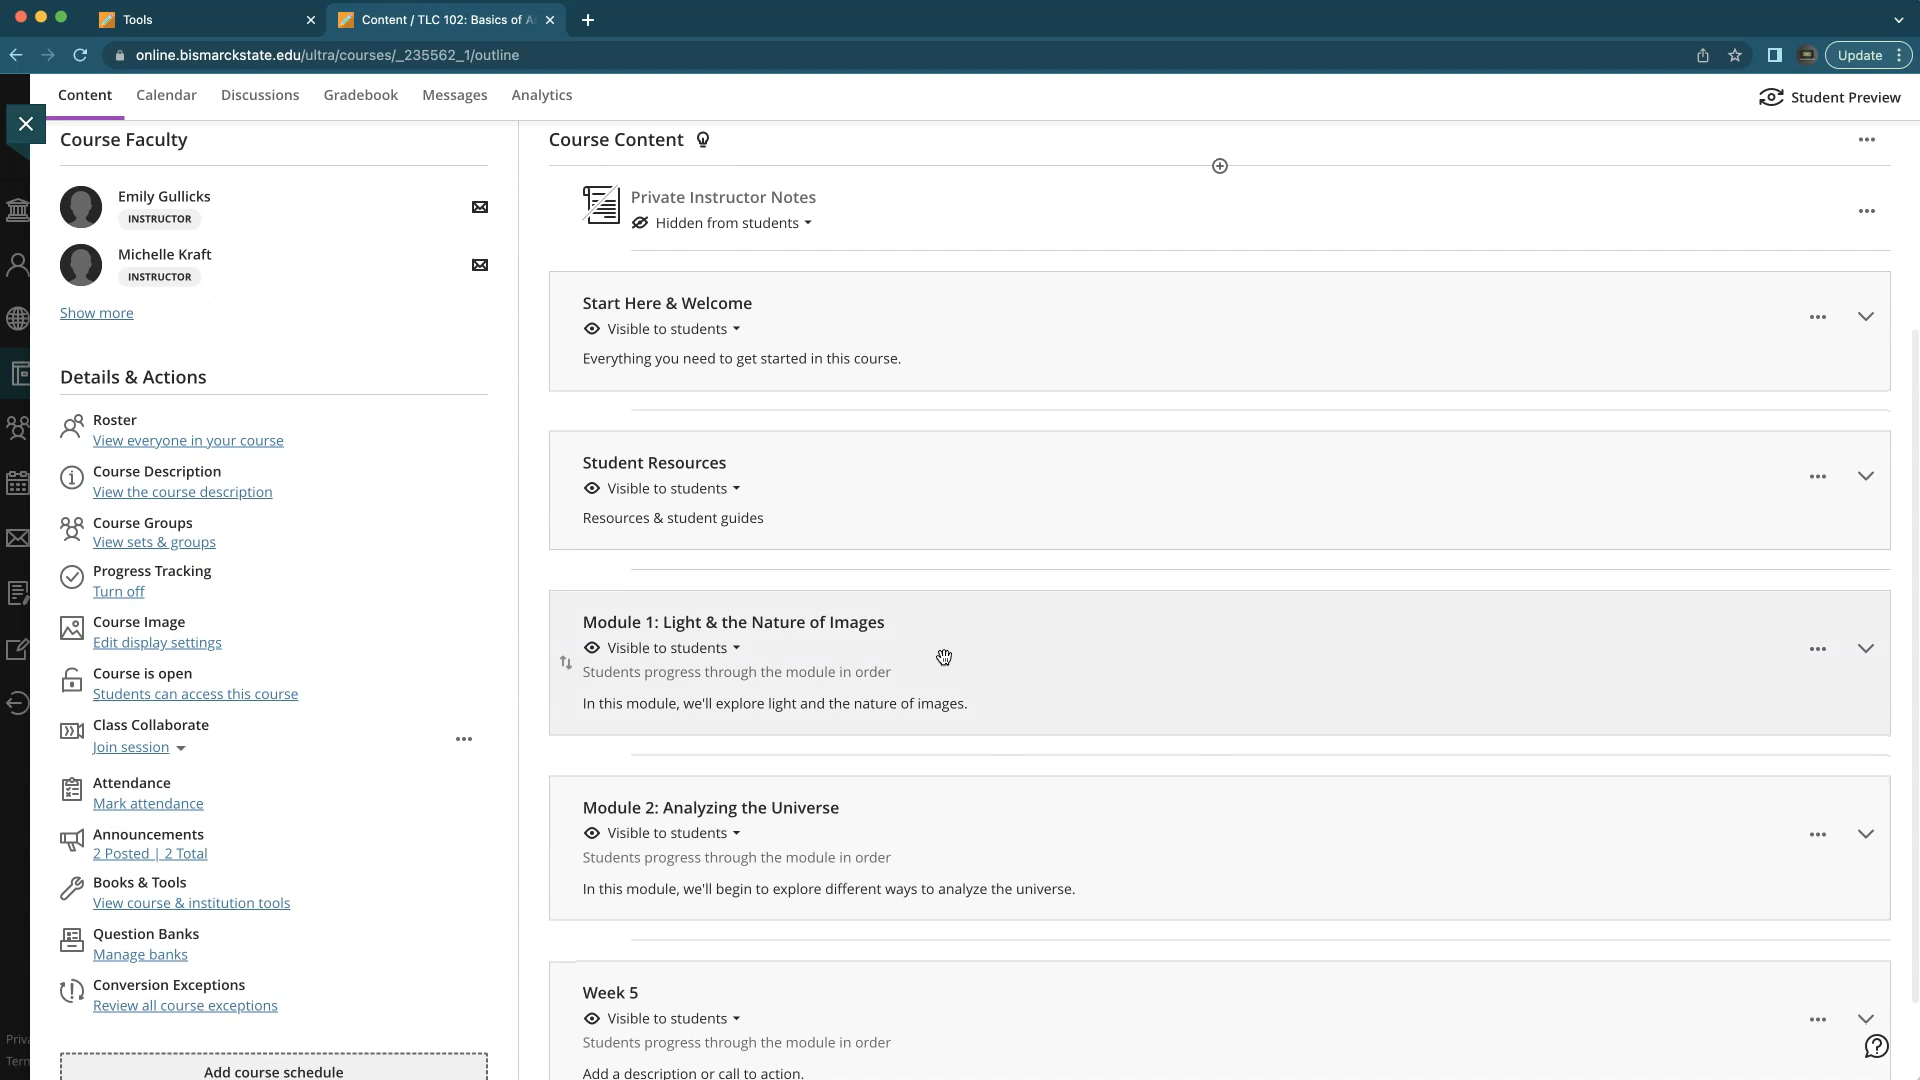 Tools
Content / TLC 102: Basics of As
online.bismarckstate.edu/ultra/courses/_235562_1/outline
Update
Content
Calendar
Discussions
Gradebook
Messages
Analytics
Student Preview
Course Faculty
Emily Gullicks
INSTRUCTOR
Michelle Kraft
INSTRUCTOR
Show more
Details & Actions
Roster
View everyone in your course
Course Description
View the course description
Course Groups
View sets & groups
Progress Tracking
Turn off
Course Image
Edit display settings
Course is open
Students can access this course
Class Collaborate
Join session
Attendance
Mark attendance
Announcements
2 Posted | 2 Total
Books & Tools
View course & institution tools
Question Banks
Manage banks
Conversion Exceptions
Review all course exceptions
Add course schedule
Priva
Term
Course Content
Private Instructor Notes
Hidden from students
Start Here & Welcome
Visible to students
Everything you need to get started in this course.
Student Resources
Visible to students
Resources & student guides
Module 1: Light & the Nature of Images
Visible to students
Students progress through the module in order
In this module, we'll explore light and the nature of images.
Module 2: Analyzing the Universe
Visible to students
Students progress through the module in order
In this module, we'll begin to explore different ways to analyze the universe.
Week 5
Visible to students
Students progress through the module in order
Add a description or call to action.